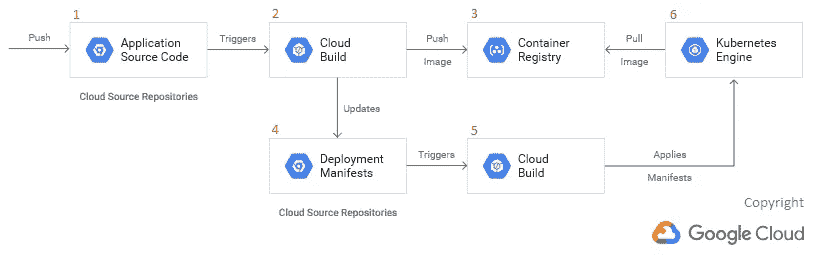 1
2
3
6
Push
Application
Source Code
Triggers
Cloud
Build
Push
Image
Container
Registry
Pull
Image
Kubernetes
Engine
Cloud Source Repositories
Updates
4
5
Deployment
Manifests
Triggers
Cloud
Build
Applies
Manifests
Cloud Source Repositories
Copyright
Google Cloud